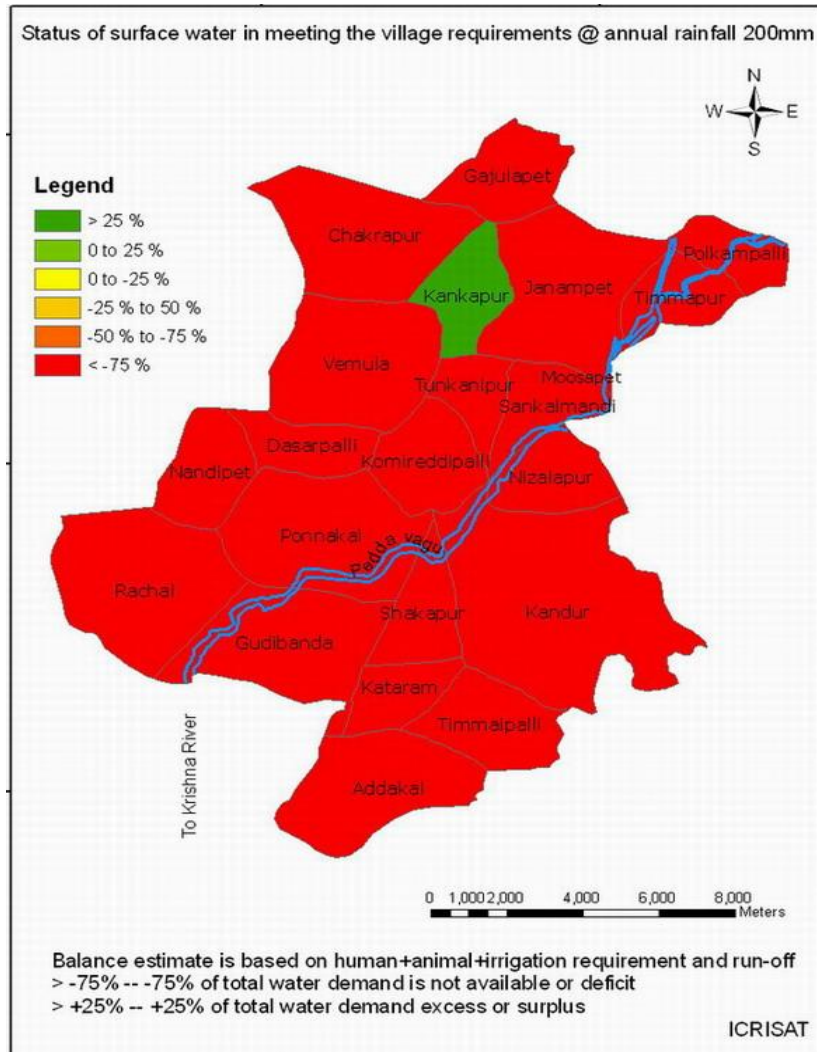 Status of surface water in meeting the village requirements @ annual rainfall 200mm
N
W E
S
Legend
> 25 %
0 to 25 %
0 to -25 %
-25 % to 50 %
-50 % to -75 %
< -75 %
Gajulapet
Chakrapur
Polkampalli
Kankapur
Janampet
Timmapur
Vemula
Tunkanipur
Moosapet
Sankalmandi
Dasarpalli
Komireddipalli
Nandipet
Nizalapur
Ponnakal
Pedda vagu
Rachal
Shakapur
Kandur
Gudibanda
Kataram
Timmaipalli
Addakal
To Krishna River
0 1,000 2,000 4,000 6,000 8,000
Meters
Balance estimate is based on human+animal+irrigation requirement and run-off
> -75% -- -75% of total water demand is not available or deficit
> +25% -- +25% of total water demand excess or surplus
ICRISAT